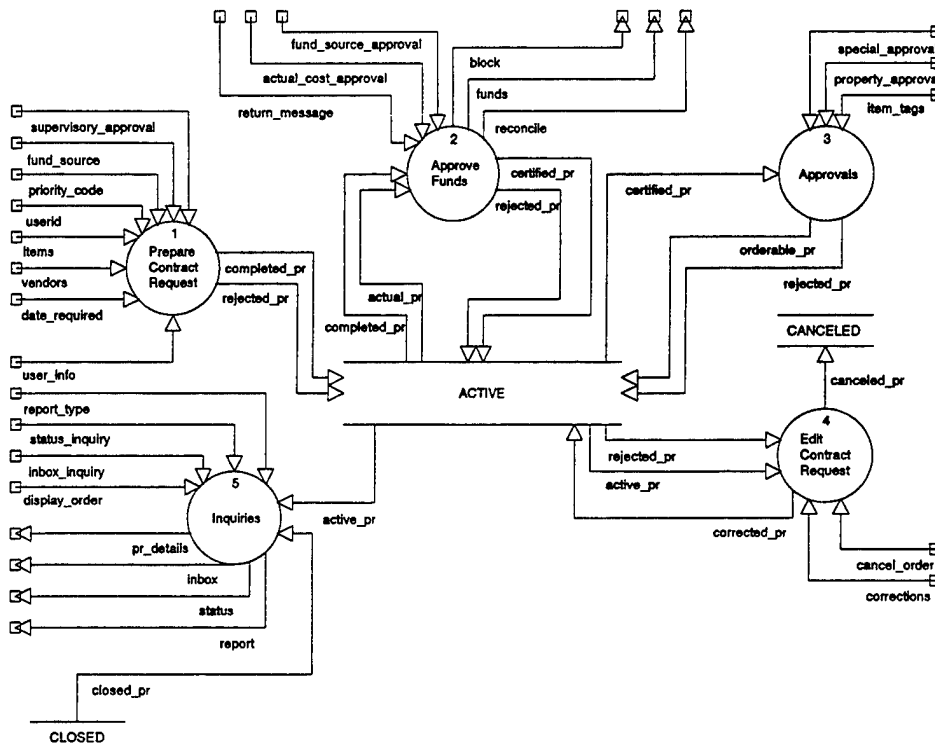 fund_source_approval
block
special_approval
actual_cost_approval
property_approval
funds
return_message
item_tags
reconcile
supervisory_approval
2
Approve
Funds
3
Approvals
fund_source
certified_pr
certified_pr
priority_code
rejected_pr
userid
1
Prepare
Contract
Request
items
completed_pr
orderable_pr
vendors
actual_pr
rejected_pr
rejected_pr
date_required
completed_pr
CANCELED
user_info
ACTIVE
canceled_pr
report_type
4
Edit
Contract
Request
status_inquiry
rejected_pr
inbox_inquiry
active_pr
display_order
5
Inquiries
active_pr
corrected_pr
pr_details
cancel_order
inbox
corrections
status
report
closed_pr
CLOSED